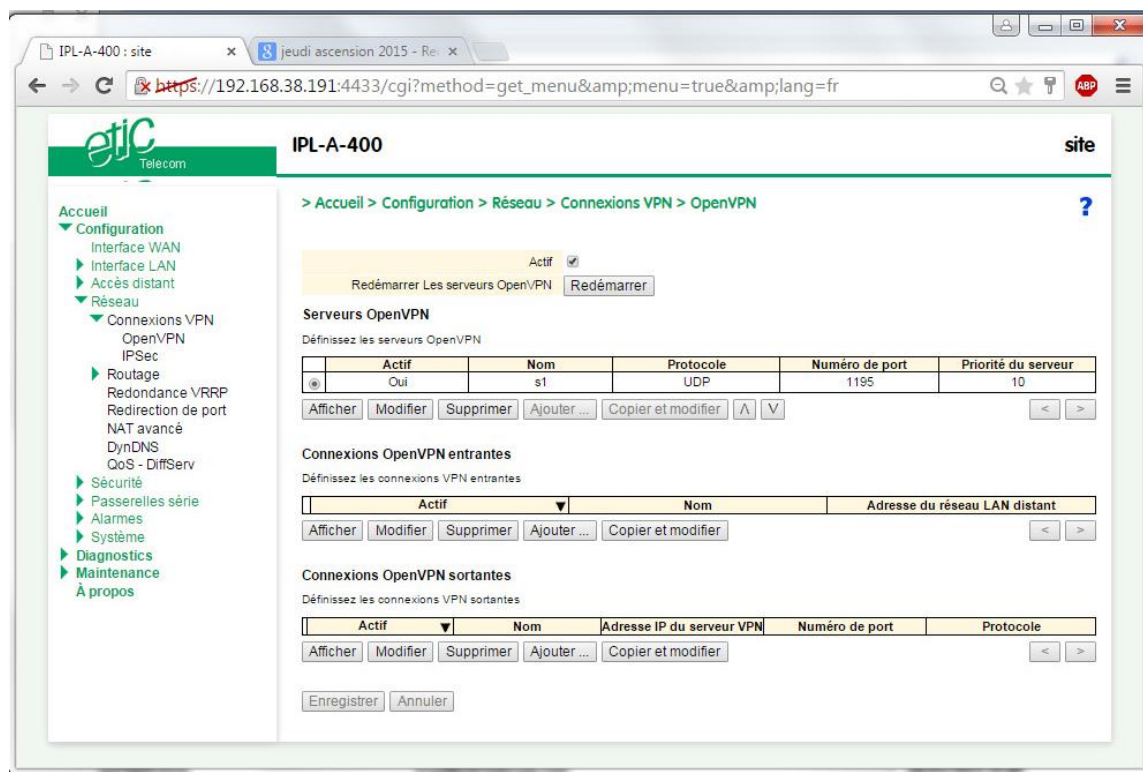 IPL-A-400 : site
jeudi ascension 2015 - Re
https://192.168.38.191:4433/cgi?method=get_menu&amp;menu=true&amp;lang=fr
ABP
etic
Telecom
IPL-A-400
site
Accueil
Configuration
Interface WAN
Interface LAN
Accès distant
Réseau
Connexions VPN
OpenVPN
IPSec
Routage
Redondance VRRP
Redirection de port
NAT avancé
DynDNS
QoS - DiffServ
Sécurité
Passerelles série
Alarmes
Système
Diagnostics
Maintenance
À propos
> Accueil > Configuration > Réseau > Connexions VPN > OpenVPN
?
Actif
Redémarrer Les serveurs OpenVPN Redémarrer
Serveurs OpenVPN
Définissez les serveurs OpenVPN
Actif Nom Protocole Numéro de port Priorité du serveur
Oui s1 UDP 1195 10
Afficher Modifier Supprimer Ajouter ... Copier et modifier Λ V < >
Connexions OpenVPN entrantes
Définissez les connexions VPN entrantes
Actif ▼ Nom Adresse du réseau LAN distant
Afficher Modifier Supprimer Ajouter ... Copier et modifier < >
Connexions OpenVPN sortantes
Définissez les connexions VPN sortantes
Actif ▼ Nom Adresse IP du serveur VPN Numéro de port Protocole
Afficher Modifier Supprimer Ajouter ... Copier et modifier < >
Enregistrer Annuler